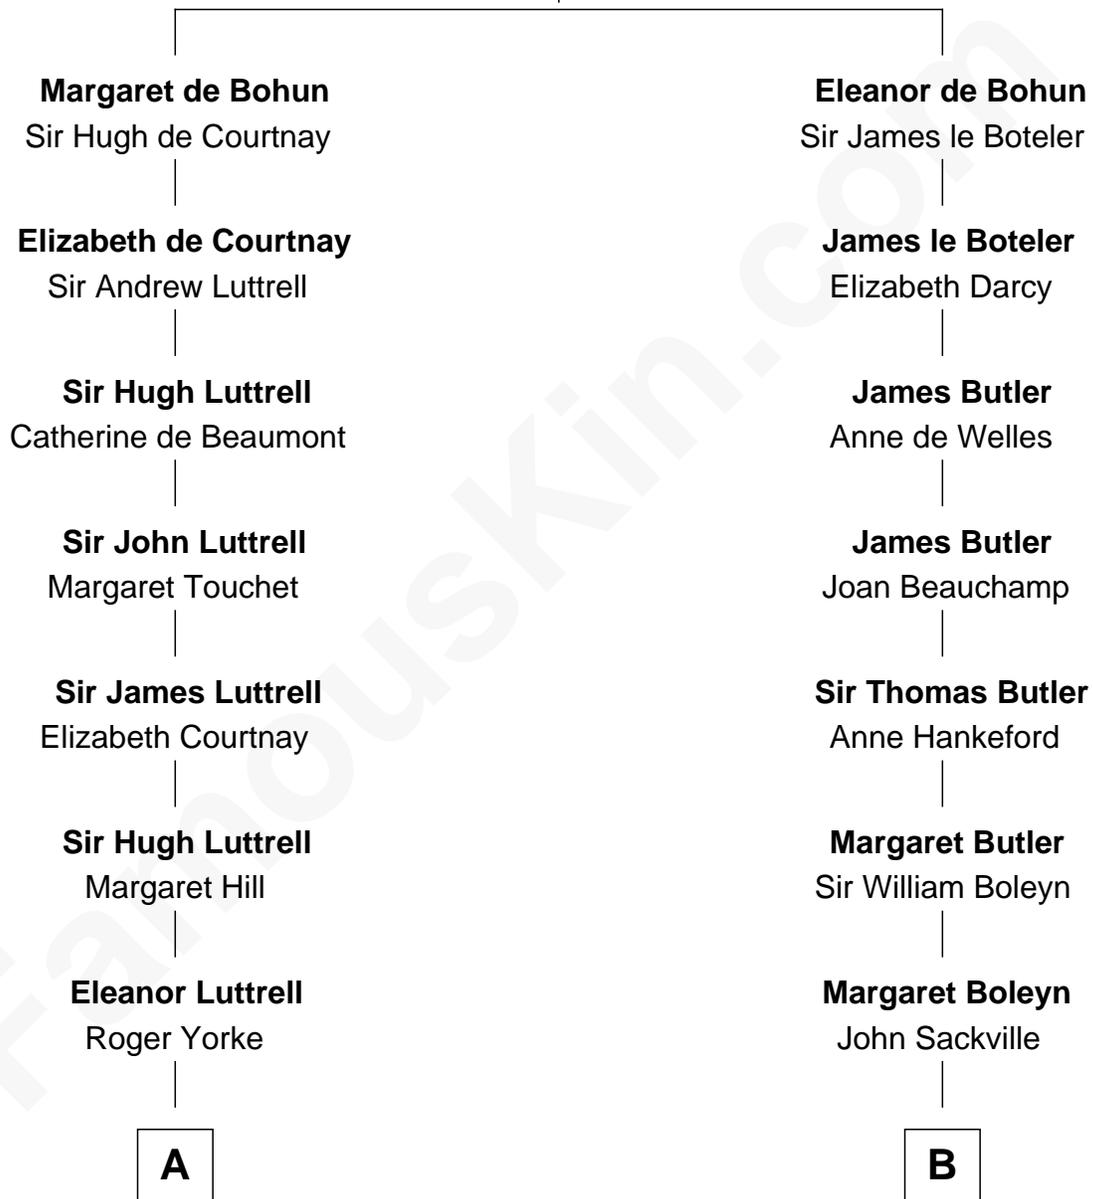 Margaret de Bohun
Sir Hugh de Courtnay
Elizabeth de Courtnay
Sir Andrew Luttrell
Sir Hugh Luttrell
Catherine de Beaumont
Sir John Luttrell
Margaret Touchet
Sir James Luttrell
Elizabeth Courtnay
Sir Hugh Luttrell
Margaret Hill
Eleanor Luttrell
Roger Yorke
A
Eleanor de Bohun
Sir James le Boteler
James le Boteler
Elizabeth Darcy
James Butler
Anne de Welles
James Butler
Joan Beauchamp
Sir Thomas Butler
Anne Hankeford
Margaret Butler
Sir William Boleyn
Margaret Boleyn
John Sackville
B
FamousKin.com